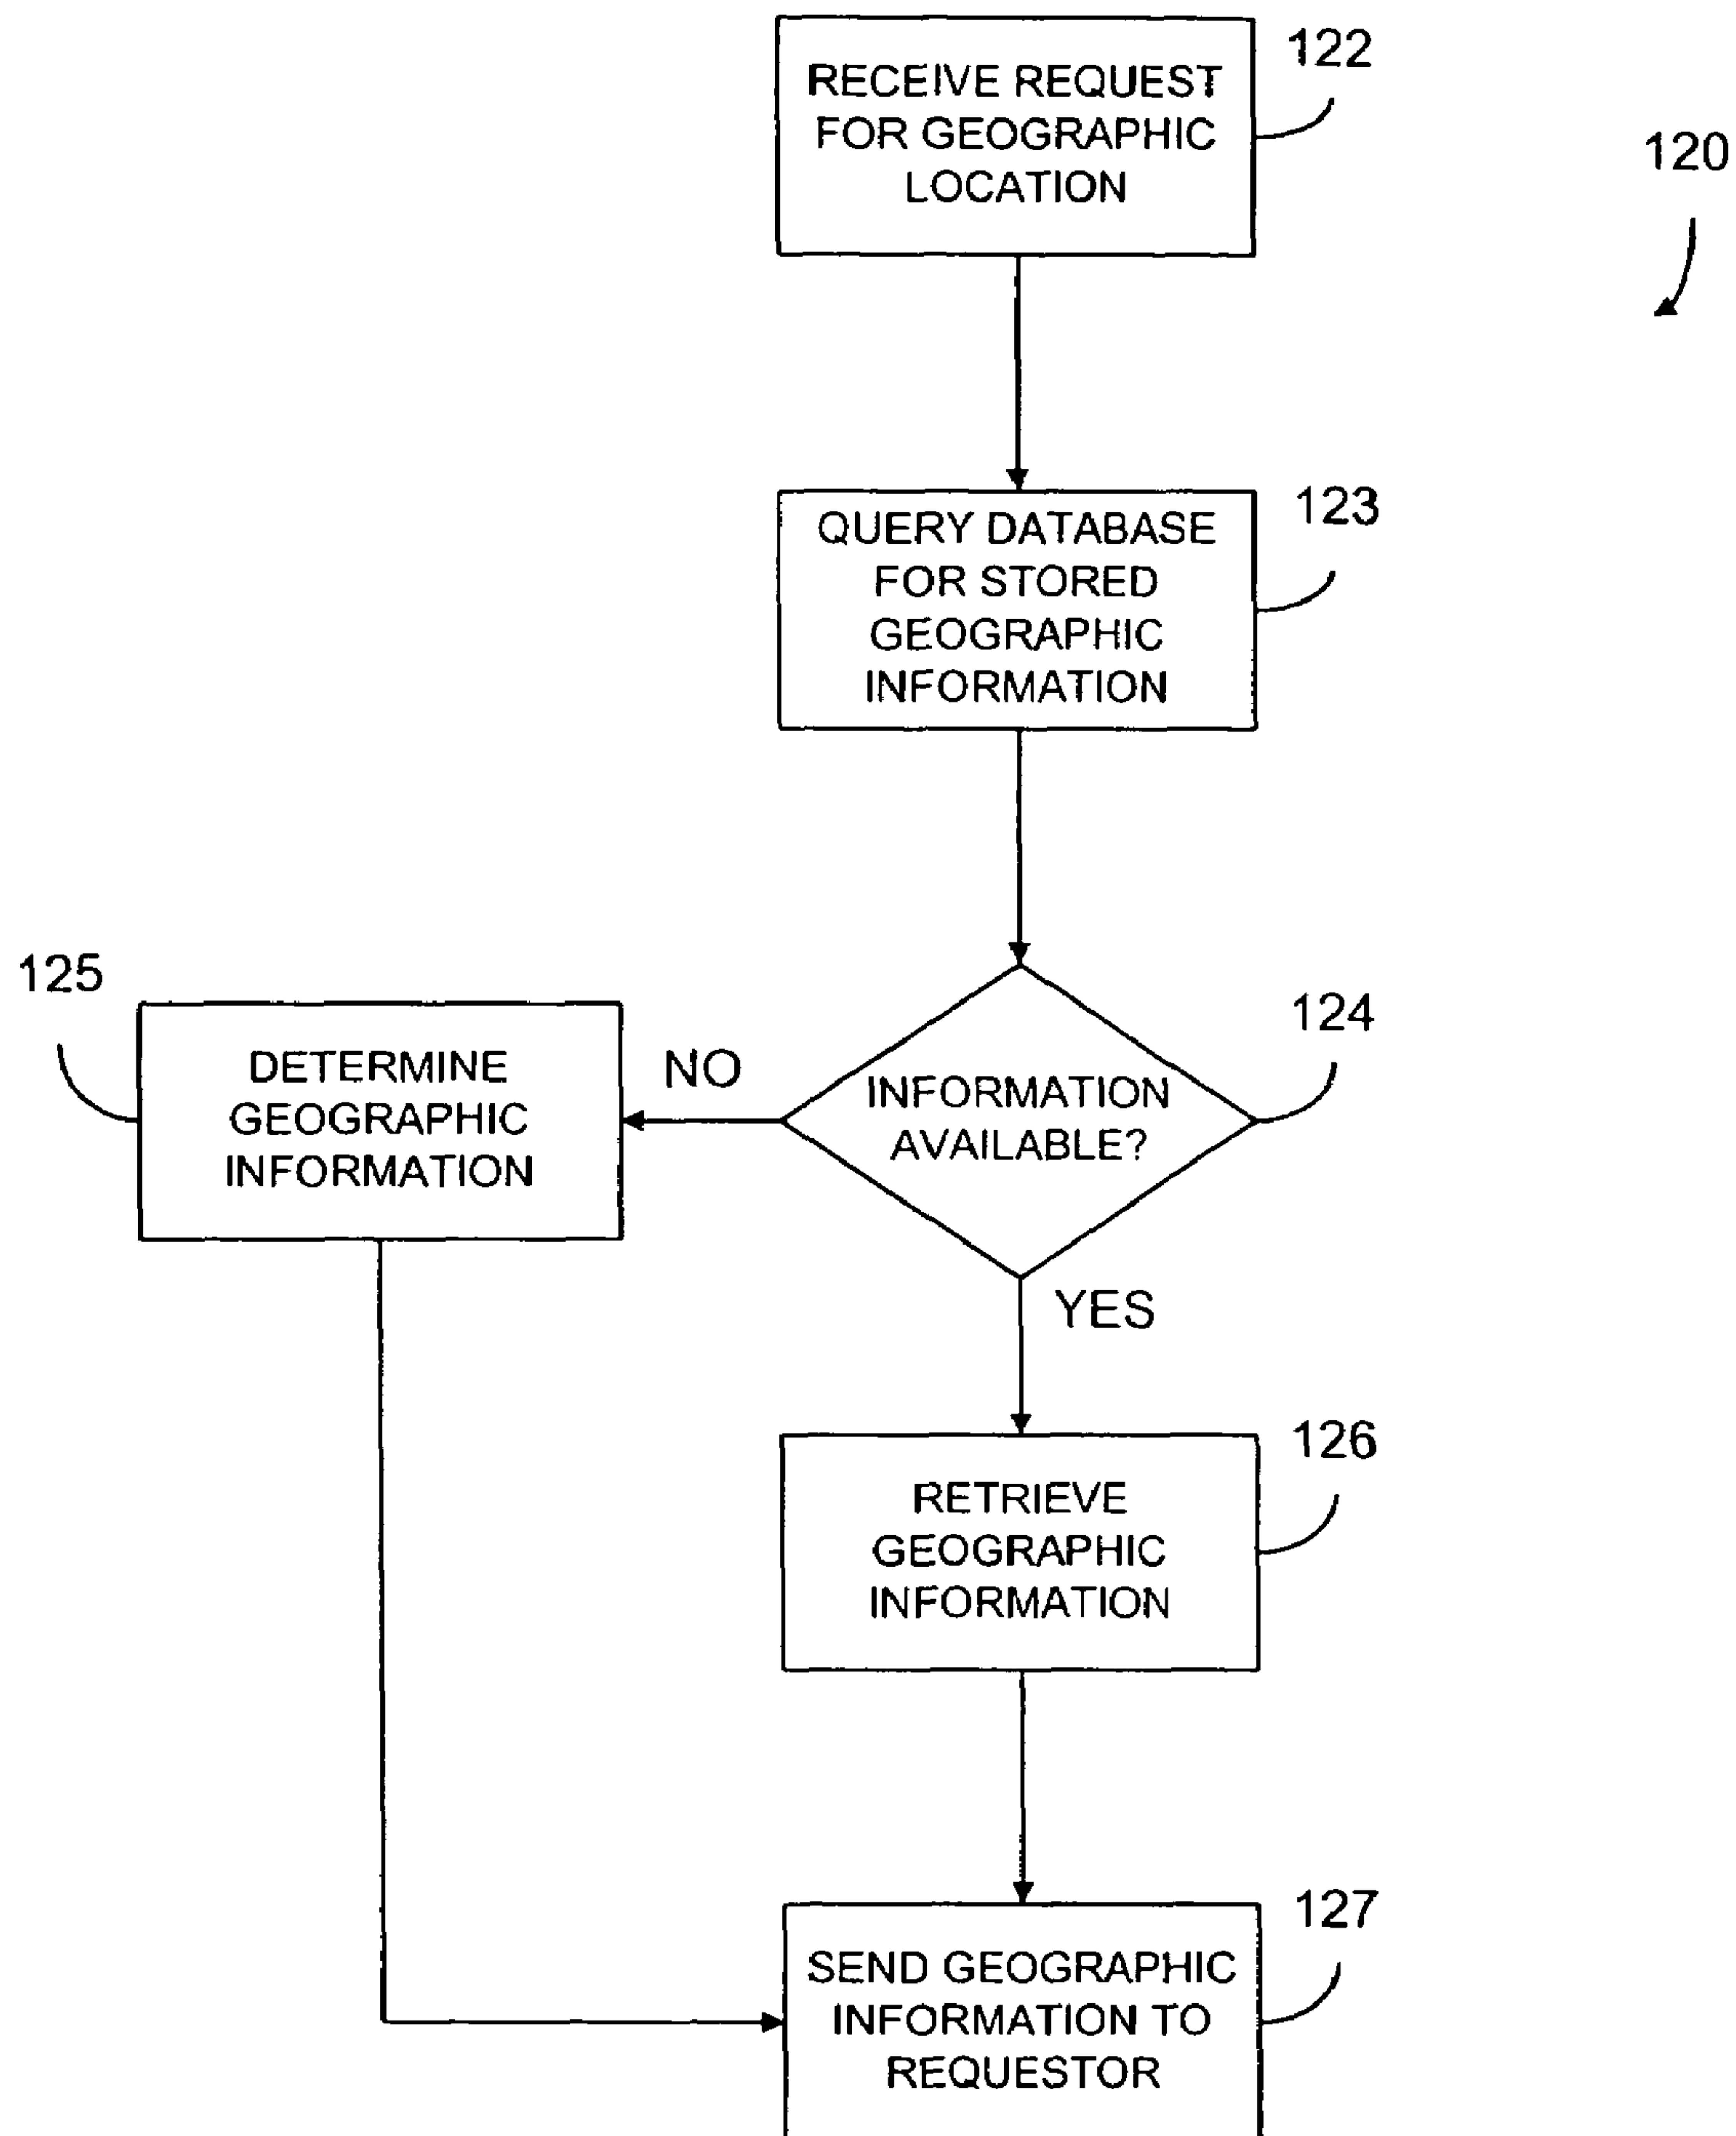 RECEIVE REQUEST
FOR GEOGRAPHIC
LOCATION
122
120
QUERY DATABASE
FOR STORED
GEOGRAPHIC
INFORMATION
123
INFORMATION
AVAILABLE?
124
NO
125
DETERMINE
GEOGRAPHIC
INFORMATION
YES
RETRIEVE
GEOGRAPHIC
INFORMATION
126
SEND GEOGRAPHIC
INFORMATION TO
REQUESTOR
127